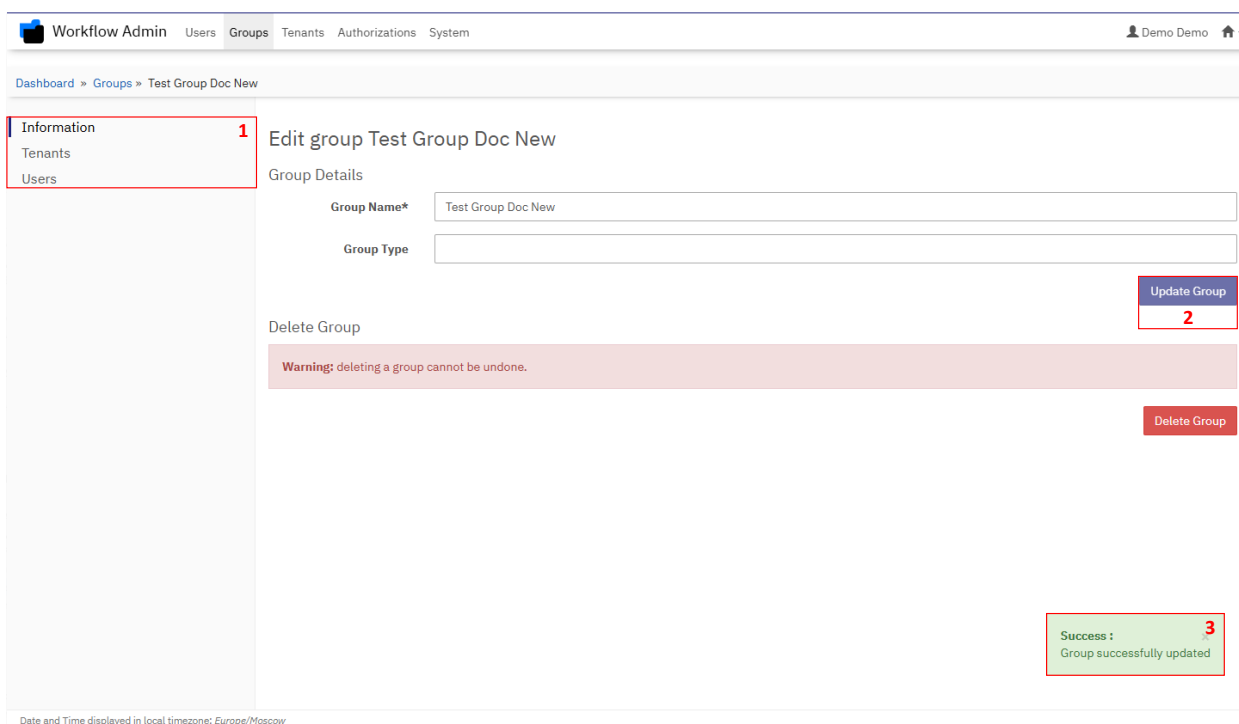 Workflow Admin Users Groups Tenants Authorizations System Demo Demo
Dashboard » Groups » Test Group Doc New
Information 1
Tenants
Users
Edit group Test Group Doc New
Group Details
Group Name* Test Group Doc New
Group Type
Update Group
2
Delete Group
Warning: deleting a group cannot be undone.
Delete Group
Success : × 3
Group successfully updated
Date and Time displayed in local timezone: Europe/Moscow